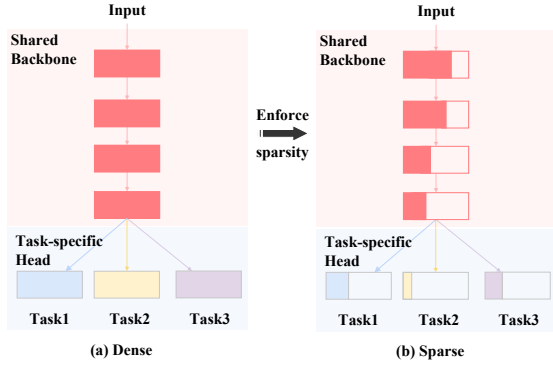 Input
Shared
Backbone
Task-specific
Head
Task1 Task2 Task3
(a) Dense
Enforce
sparsity
Input
Shared
Backbone
Task-specific
Head
Task1 Task2 Task3
(b) Sparse